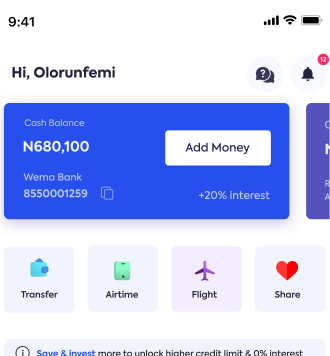 9:41
Hi, Olorunfemi
12
Cash Balance
N680,100
Add Money
Wema Bank
8550001259
+20% interest
Transfer
Airtime
Flight
Share
Save & invest more to unlock higher credit limit & 0% interest